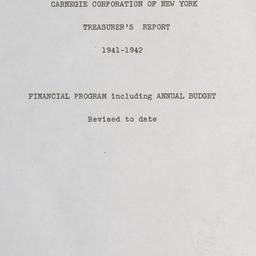 CARNEGIE CORPORATION OF NEW YORK
TREASURER'S REPORT
1941-1942
FINANCIAL PROGRAM including ANNUAL BUDGET
Revised to date